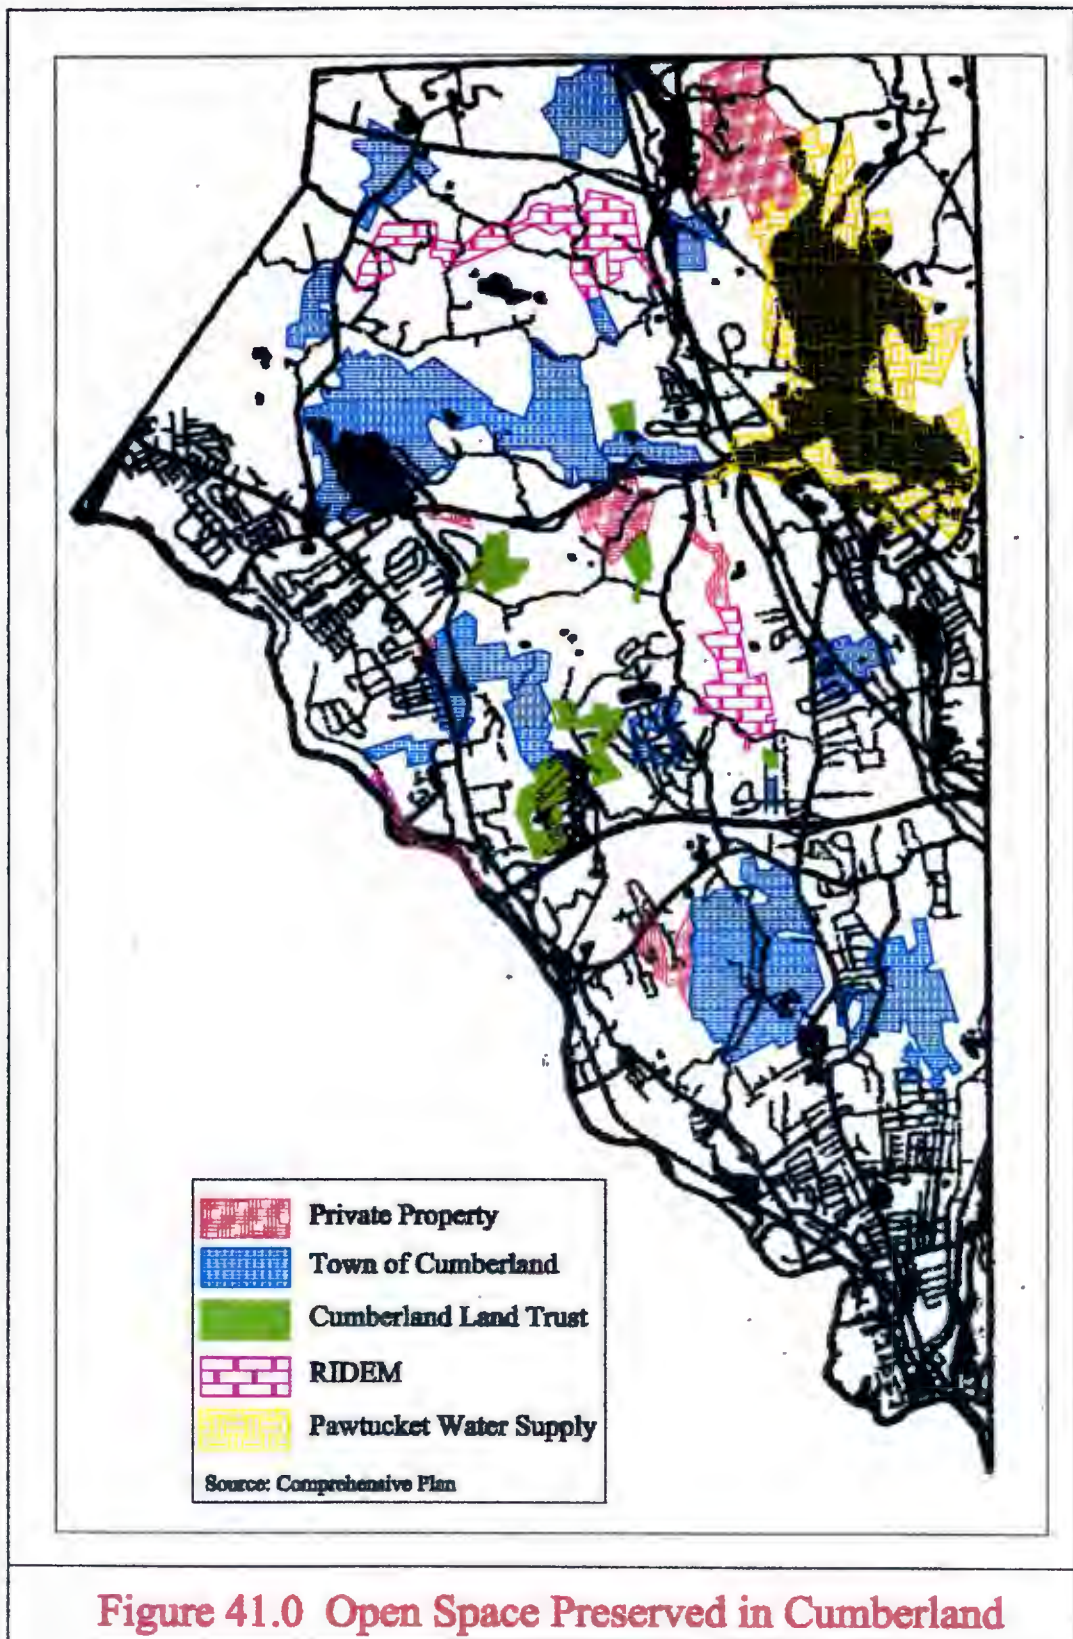 Private Property
Town of Cumberland
Cumberland Land Trust
RIDEM
Pawtucket Water Supply
Source: Comprehensive Plan
Figure 41.0 Open Space Preserved in Cumberland